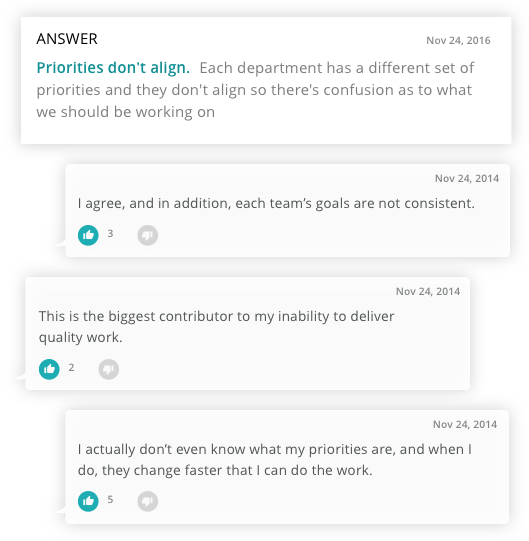 ANSWER
Nov 24, 2016
Priorities don't align. Each department has a different set of
priorities and they don't align so there's confusion as to what
we should be working on
Nov 24, 2014
I agree, and in addition, each team’s goals are not consistent.
3
Nov 24, 2014
This is the biggest contributor to my inability to deliver
quality work.
2
Nov 24, 2014
I actually don’t even know what my priorities are, and when I
do, they change faster that I can do the work.
5